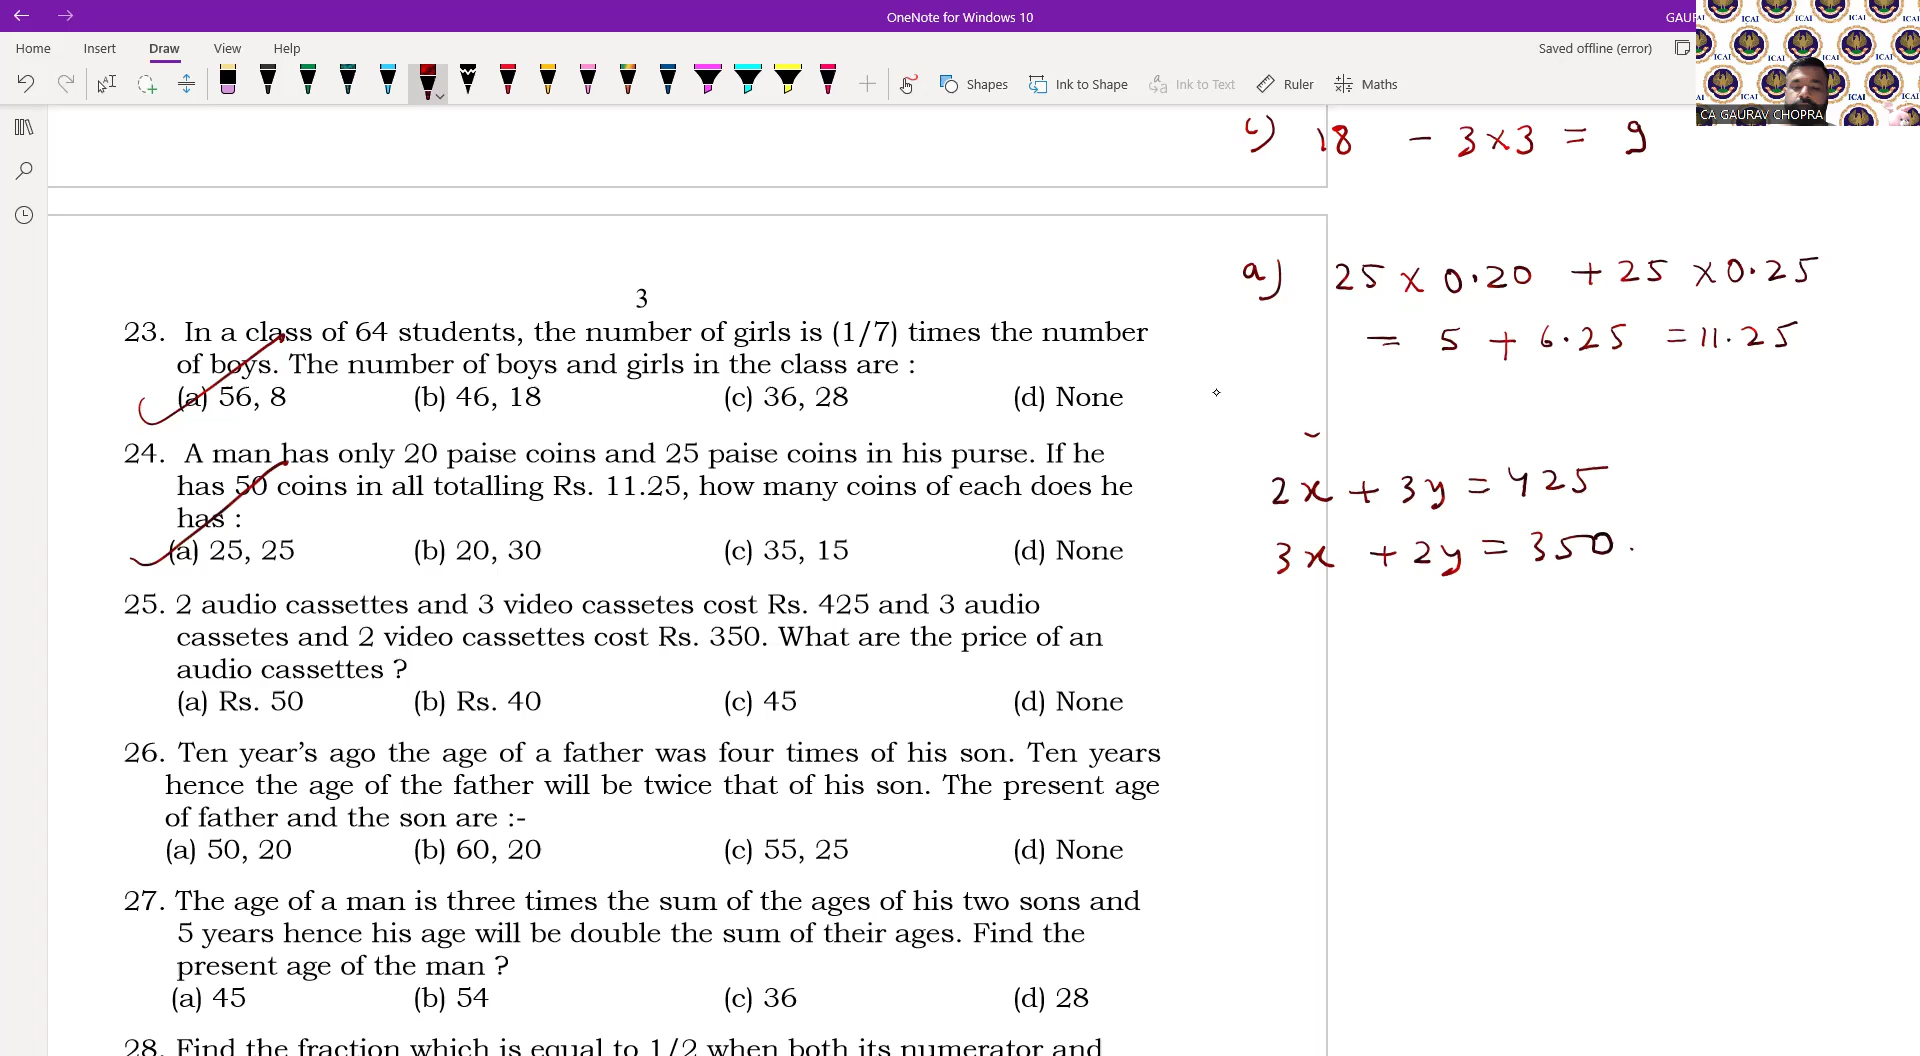 OneNote for Windows 10
GAUR
Home Insert Draw View Help
Saved offline (error)
Shapes Ink to Shape Ink to Text Ruler Maths
ICAI
CA GAURAV CHOPRA
c) 18 - 3×3 = 9
3
23. In a class of 64 students, the number of girls is (1/7) times the number
of boys. The number of boys and girls in the class are :
(a) 56, 8 (b) 46, 18 (c) 36, 28 (d) None
24. A man has only 20 paise coins and 25 paise coins in his purse. If he
has 50 coins in all totalling Rs. 11.25, how many coins of each does he
has :
(a) 25, 25 (b) 20, 30 (c) 35, 15 (d) None
25. 2 audio cassettes and 3 video cassetes cost Rs. 425 and 3 audio
cassetes and 2 video cassettes cost Rs. 350. What are the price of an
audio cassettes ?
(a) Rs. 50 (b) Rs. 40 (c) 45 (d) None
26. Ten year’s ago the age of a father was four times of his son. Ten years
hence the age of the father will be twice that of his son. The present age
of father and the son are :-
(a) 50, 20 (b) 60, 20 (c) 55, 25 (d) None
27. The age of a man is three times the sum of the ages of his two sons and
5 years hence his age will be double the sum of their ages. Find the
present age of the man ?
(a) 45 (b) 54 (c) 36 (d) 28
28. Find the fraction which is equal to 1/2 when both its numerator and
a) 25 × 0.20 + 25 × 0.25
= 5 + 6.25 = 11.25
2x + 3y = 425
3x + 2y = 350.